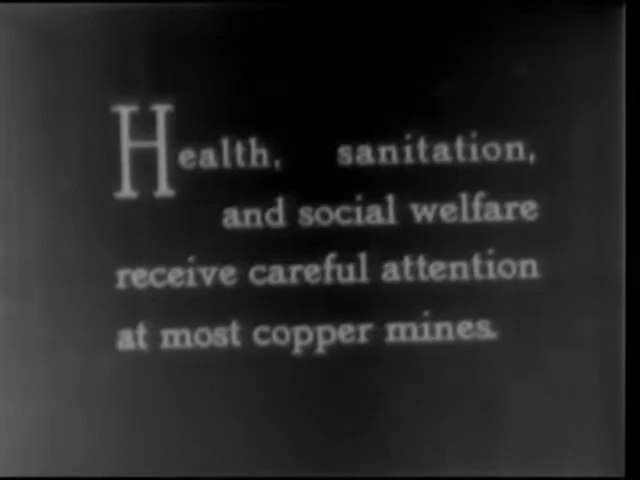 Health, sanitation,
and social welfare
receive careful attention
at most copper mines.